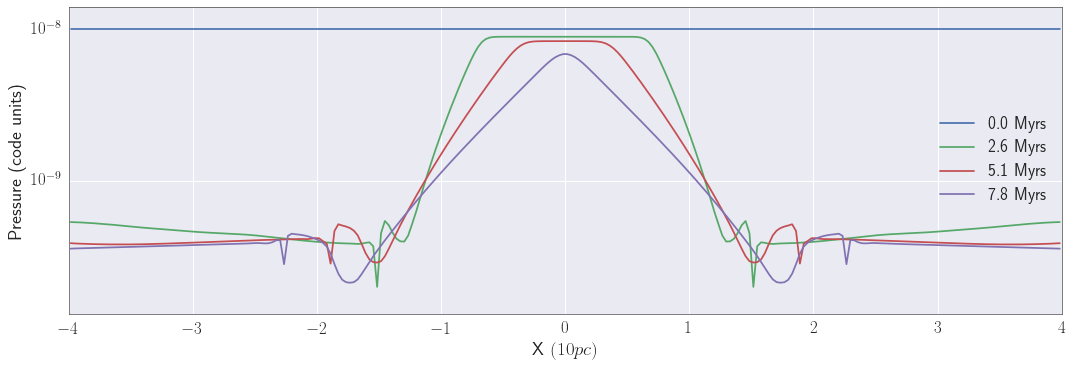 10⁻⁸
10⁻⁹
Pressure (code units)
0.0 Myrs
2.6 Myrs
5.1 Myrs
7.8 Myrs
−4 −3 −2 −1 0 1 2 3 4
X (10pc)